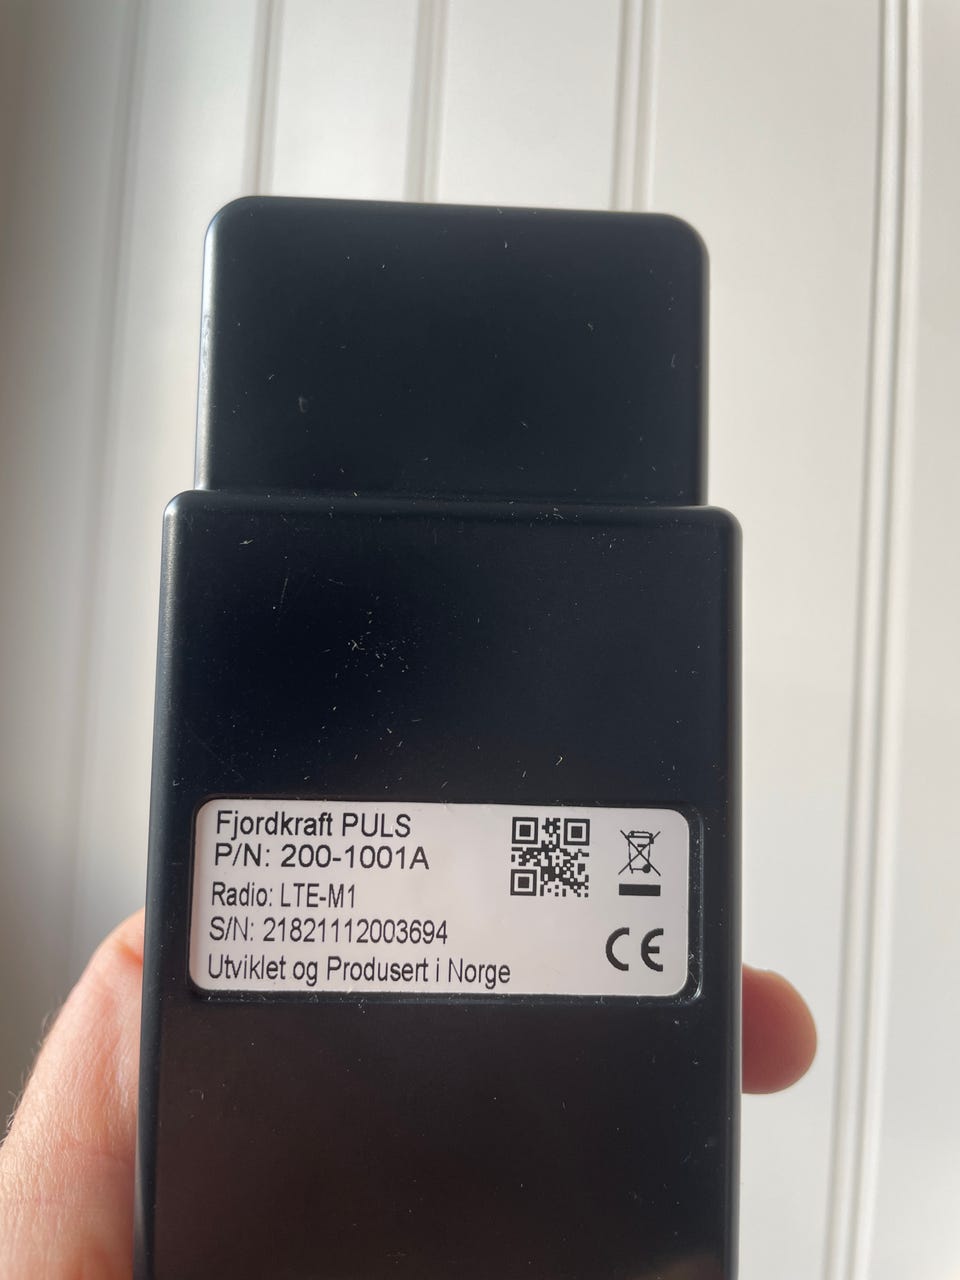 Fjordkraft PULS
P/N: 200-1001A
Radio: LTE-M1
S/N: 21821112003694
Utviklet og Produsert i Norge
CE